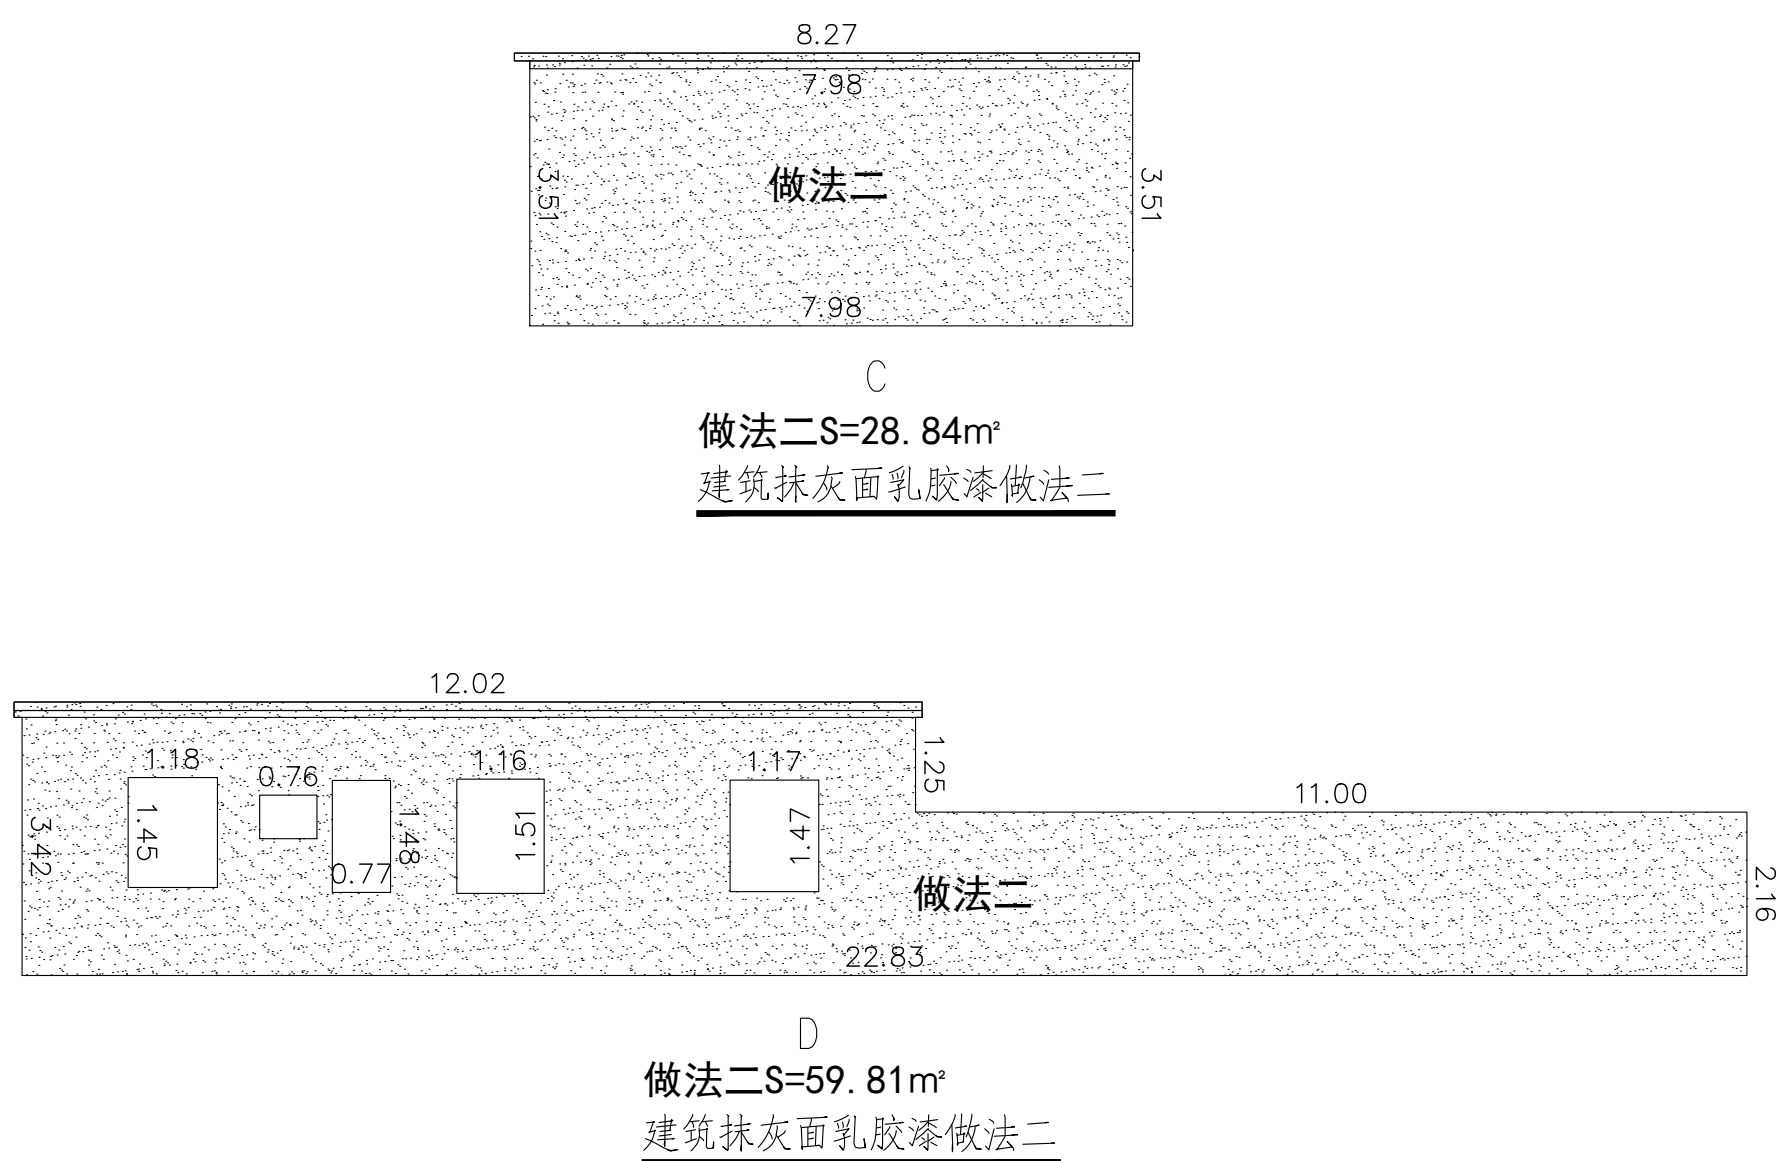 8.27
7.98
3.51
做法二
3.51
7.98
C
做法二S=28.84㎡
建筑抹灰面乳胶漆做法二
12.02
1.18
0.76
1.16
1.17
1.25
11.00
3.42
1.45
0.77
1.48
1.51
1.47
做法二
2.16
22.83
D
做法二S=59.81㎡
建筑抹灰面乳胶漆做法二